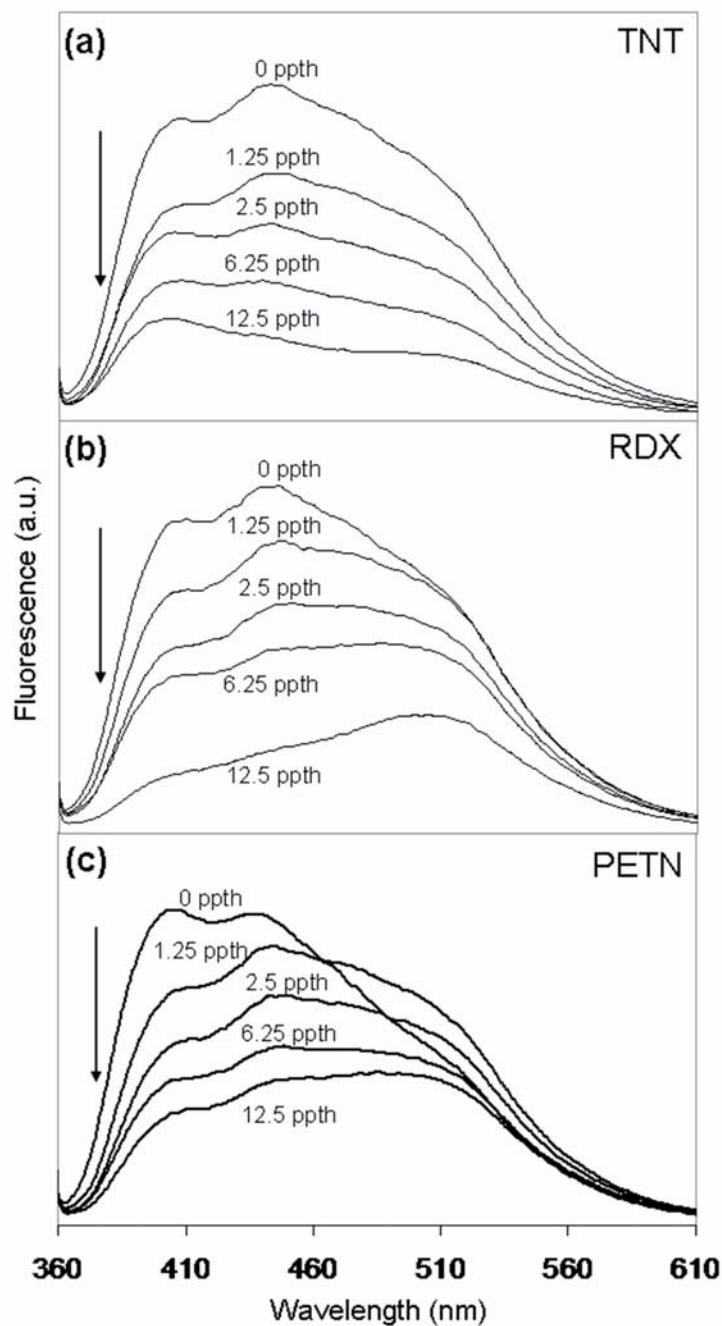 (a) TNT
0 ppth
1.25 ppth
2.5 ppth
6.25 ppth
12.5 ppth
(b) RDX
0 ppth
1.25 ppth
2.5 ppth
6.25 ppth
12.5 ppth
(c) PETN
0 ppth
1.25 ppth
2.5 ppth
6.25 ppth
12.5 ppth
Fluorescence (a.u.)
360 410 460 510 560 610
Wavelength (nm)